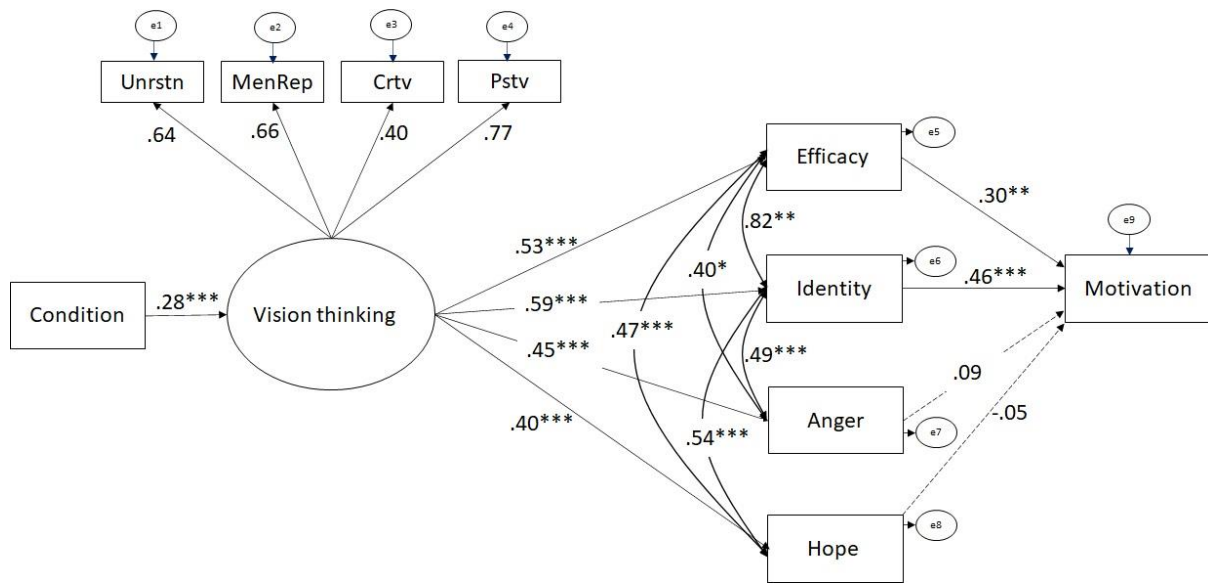 e1
e2
e3
e4
Unrstn
MenRep
Crtv
Pstv
.64
.66
.40
.77
Condition
.28***
Vision thinking
.53***
.59***
.45***
.40***
.82**
.40*
.47***
.49***
.54***
Efficacy
e5
Identity
e6
Anger
e7
Hope
e8
.30**
.46***
.09
-.05
e9
Motivation